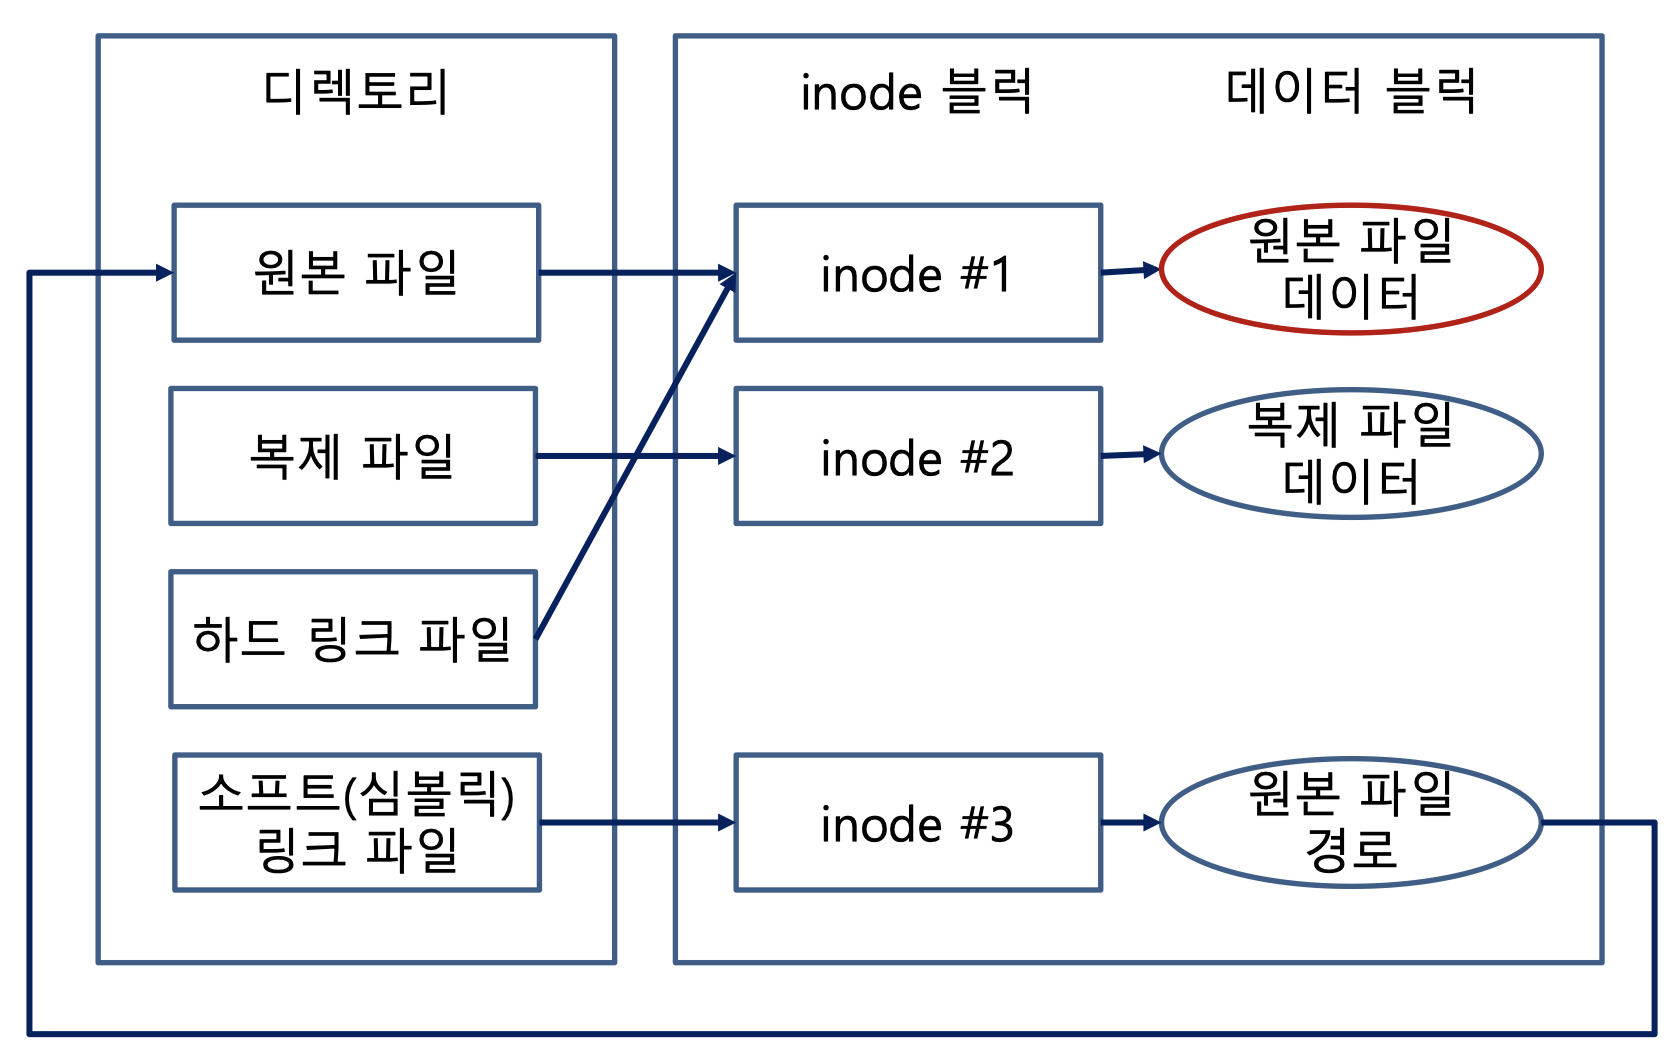 디렉토리
inode 블럭
데이터 블럭
원본 파일
inode #1
원본 파일
데이터
복제 파일
inode #2
복제 파일
데이터
하드 링크 파일
소프트(심볼릭)
링크 파일
inode #3
원본 파일
경로